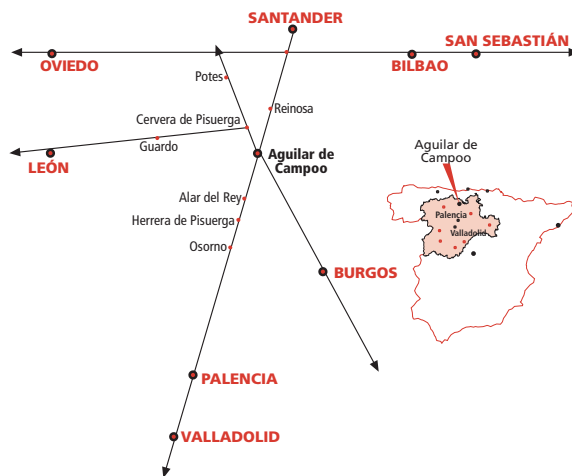 SANTANDER
SAN SEBASTIÁN
OVIEDO
BILBAO
Potes
Reinosa
Cervera de Pisuerga
Guardo
LEÓN
Aguilar de
Campoo
Aguilar de
Campoo
Alar del Rey
Herrera de Pisuerga
Osorno
Palencia
Valladolid
BURGOS
PALENCIA
VALLADOLID